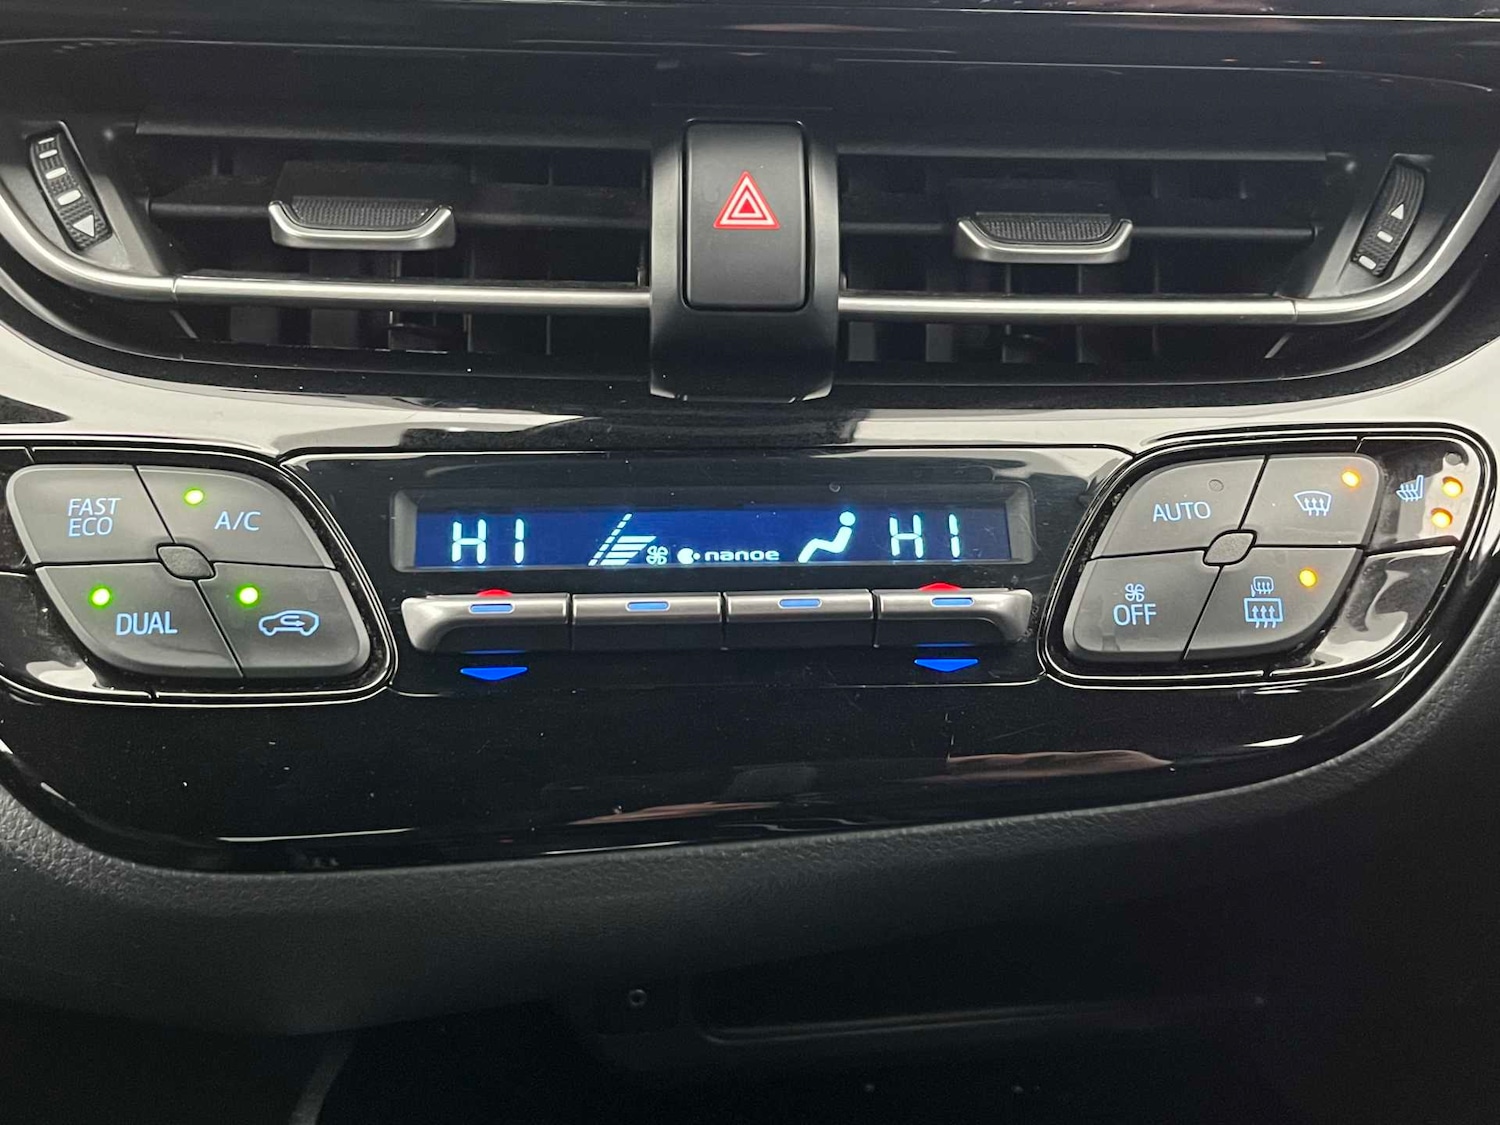 FAST
ECO
A/C
DUAL
HI
nanoe
HI
AUTO
OFF